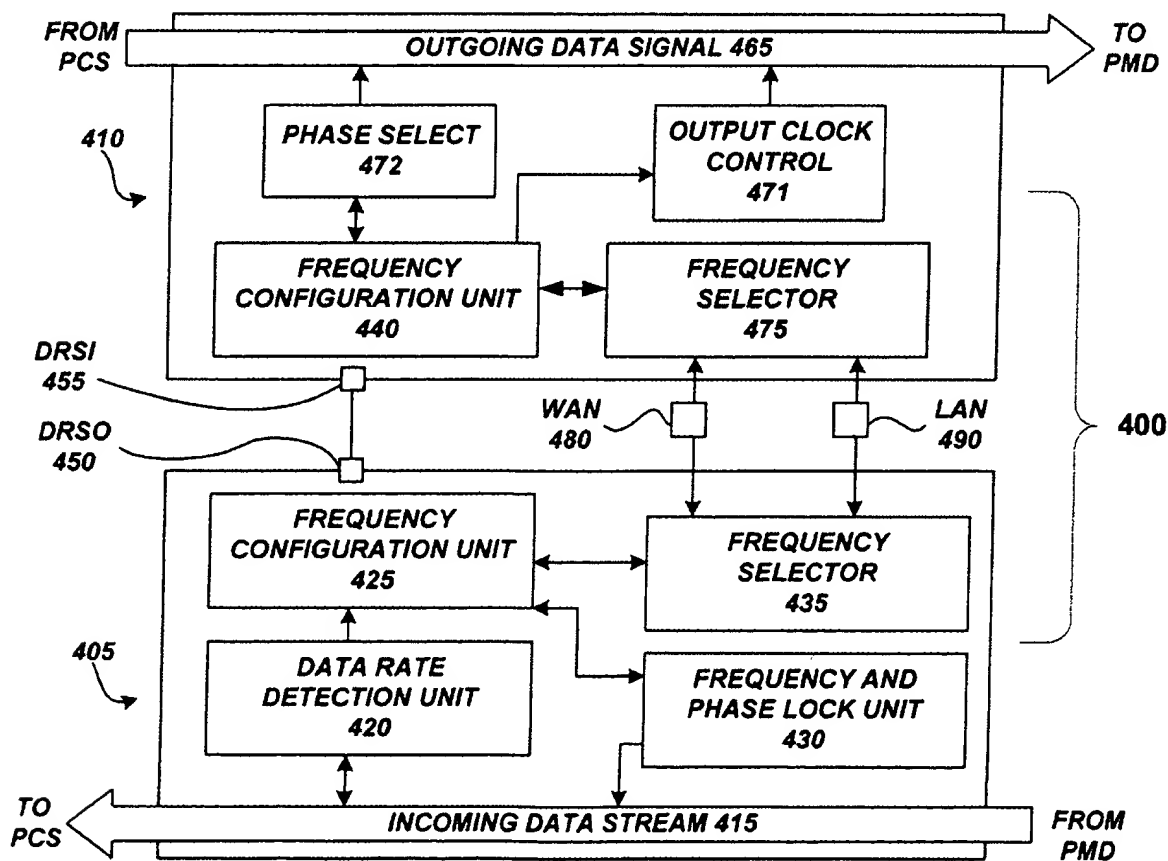 FROM
PCS
OUTGOING DATA SIGNAL 465
TO
PMD
PHASE SELECT
472
OUTPUT CLOCK
CONTROL
471
410
FREQUENCY
CONFIGURATION UNIT
440
FREQUENCY
SELECTOR
475
DRSI
455
WAN
480
LAN
490
400
DRSO
450
FREQUENCY
CONFIGURATION UNIT
425
FREQUENCY
SELECTOR
435
405
DATA RATE
DETECTION UNIT
420
FREQUENCY AND
PHASE LOCK UNIT
430
TO
PCS
INCOMING DATA STREAM 415
FROM
PMD